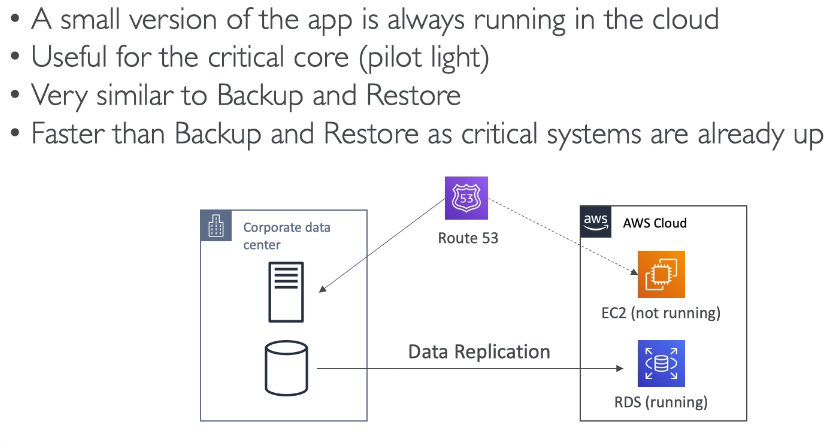 • A small version of the app is always running in the cloud
• Useful for the critical core (pilot light)
• Very similar to Backup and Restore
• Faster than Backup and Restore as critical systems are already up
53
Route 53
Corporate data
center
aws
AWS Cloud
EC2 (not running)
Data Replication
RDS (running)